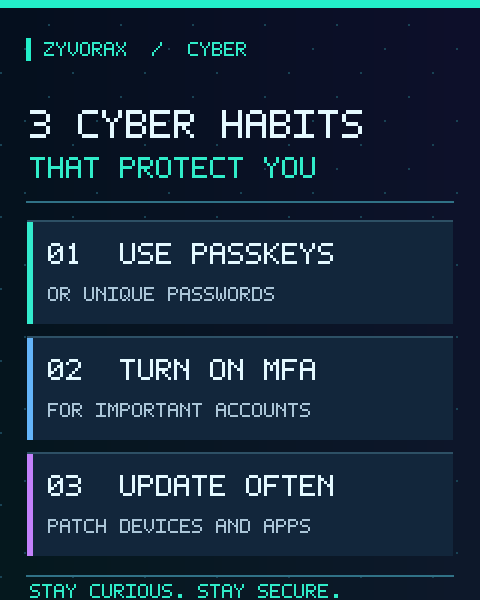 ZYVORAX / CYBER
3 CYBER HABITS
THAT PROTECT YOU
01 USE PASSKEYS
OR UNIQUE PASSWORDS
02 TURN ON MFA
FOR IMPORTANT ACCOUNTS
03 UPDATE OFTEN
PATCH DEVICES AND APPS
STAY CURIOUS. STAY SECURE.